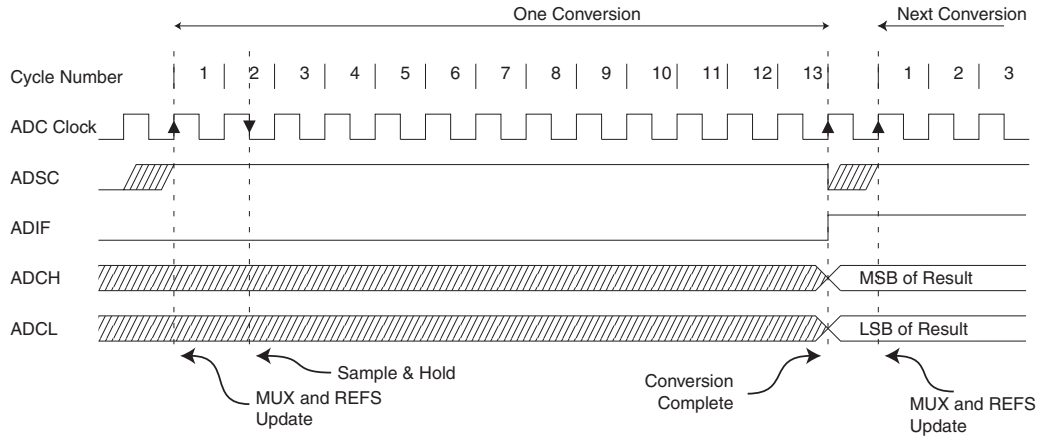 One Conversion
Next Conversion
Cycle Number 1 2 3 4 5 6 7 8 9 10 11 12 13 1 2 3
ADC Clock
ADSC
ADIF
ADCH MSB of Result
ADCL LSB of Result
Sample & Hold
MUX and REFS
Update
Conversion
Complete
MUX and REFS
Update